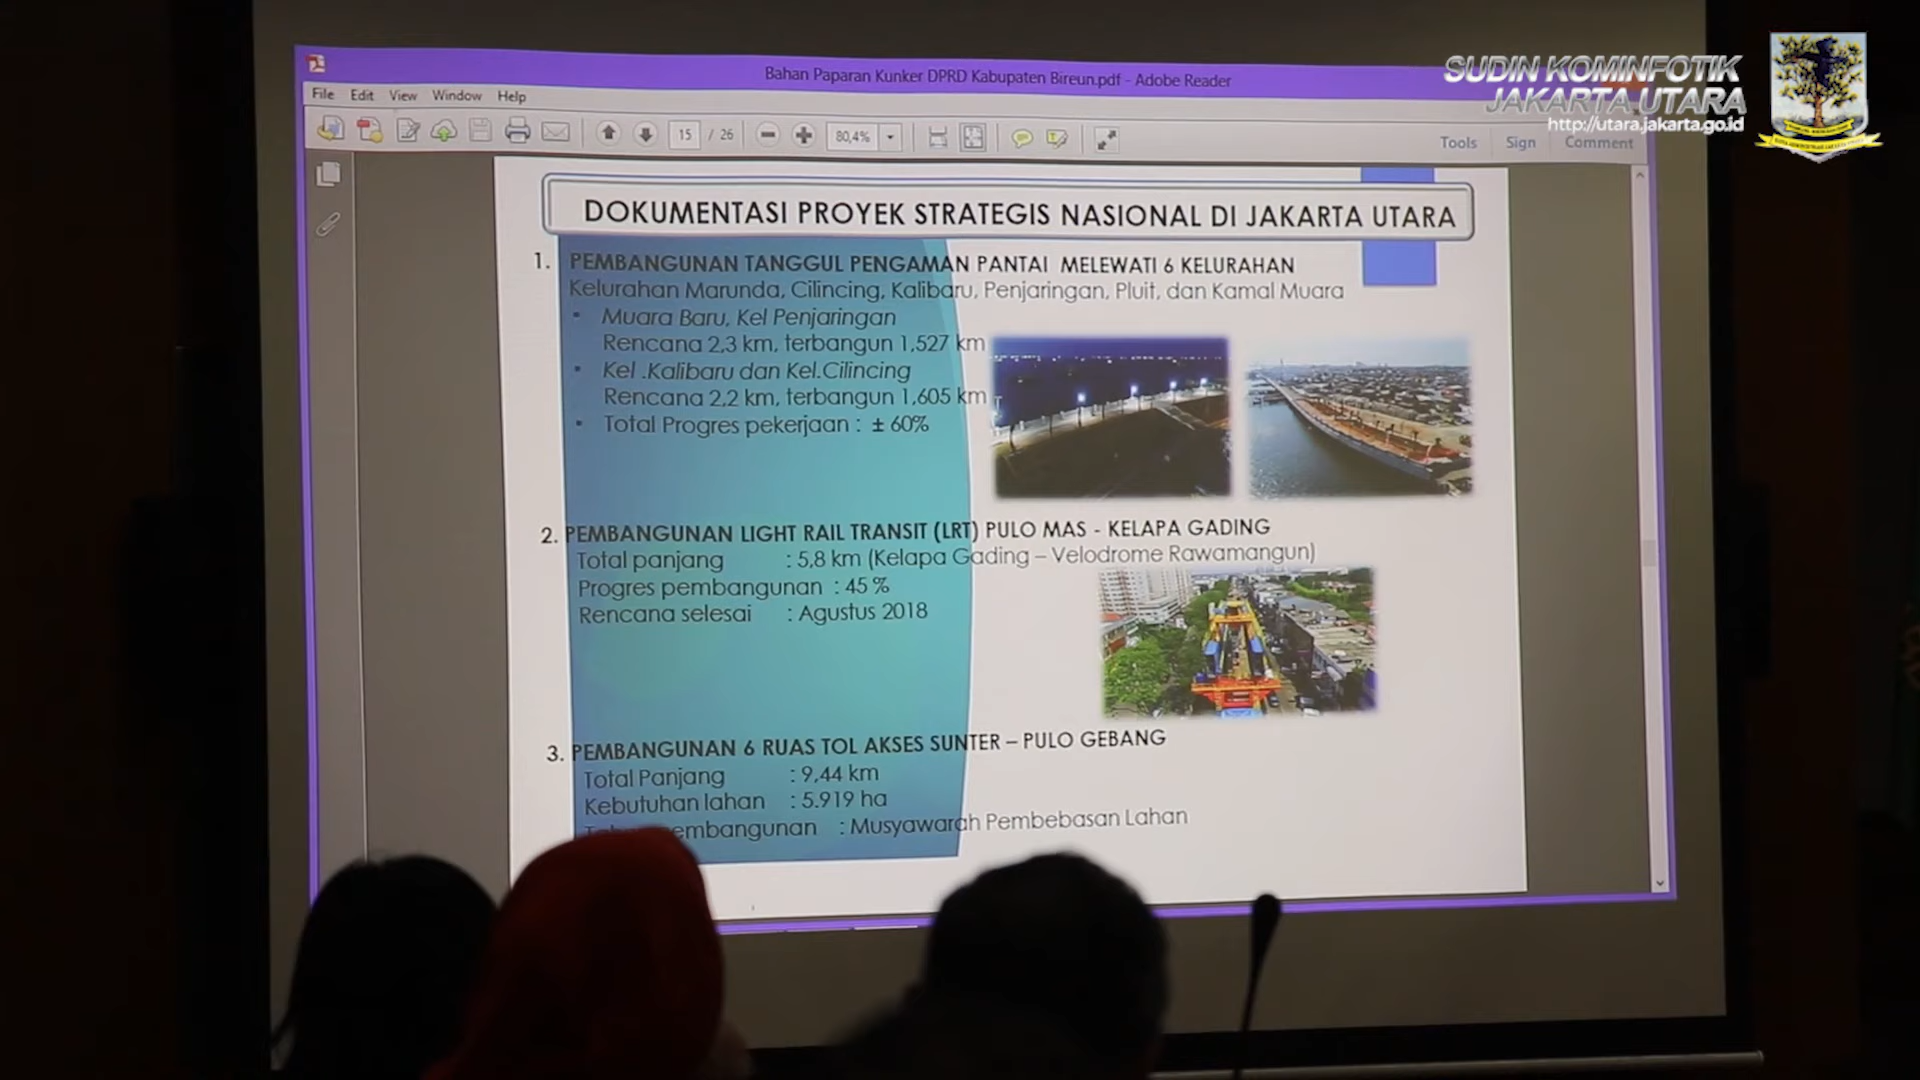 Bahan Paparan Kunker DPRD Kabupaten Bireun.pdf - Adobe Reader
SUDIN KOMINFOTIK
JAKARTA UTARA
http://utara.jakarta.go.id
File Edit View Window Help
15 / 26 80,4% Tools Sign Comment
DOKUMENTASI PROYEK STRATEGIS NASIONAL DI JAKARTA UTARA
1. PEMBANGUNAN TANGGUL PENGAMAN PANTAI MELEWATI 6 KELURAHAN
Kelurahan Marunda, Cilincing, Kalibaru, Penjaringan, Pluit, dan Kamal Muara
• Muara Baru, Kel Penjaringan
Rencana 2,3 km, terbangun 1,527 km
• Kel .Kalibaru dan Kel.Cilincing
Rencana 2,2 km, terbangun 1,605 km
• Total Progres pekerjaan : ± 60%
2. PEMBANGUNAN LIGHT RAIL TRANSIT (LRT) PULO MAS - KELAPA GADING
Total panjang : 5,8 km (Kelapa Gading – Velodrome Rawamangun)
Progres pembangunan : 45 %
Rencana selesai : Agustus 2018
3. PEMBANGUNAN 6 RUAS TOL AKSES SUNTER – PULO GEBANG
Total Panjang : 9,44 km
Kebutuhan lahan : 5.919 ha
embangunan : Musyawarah Pembebasan Lahan